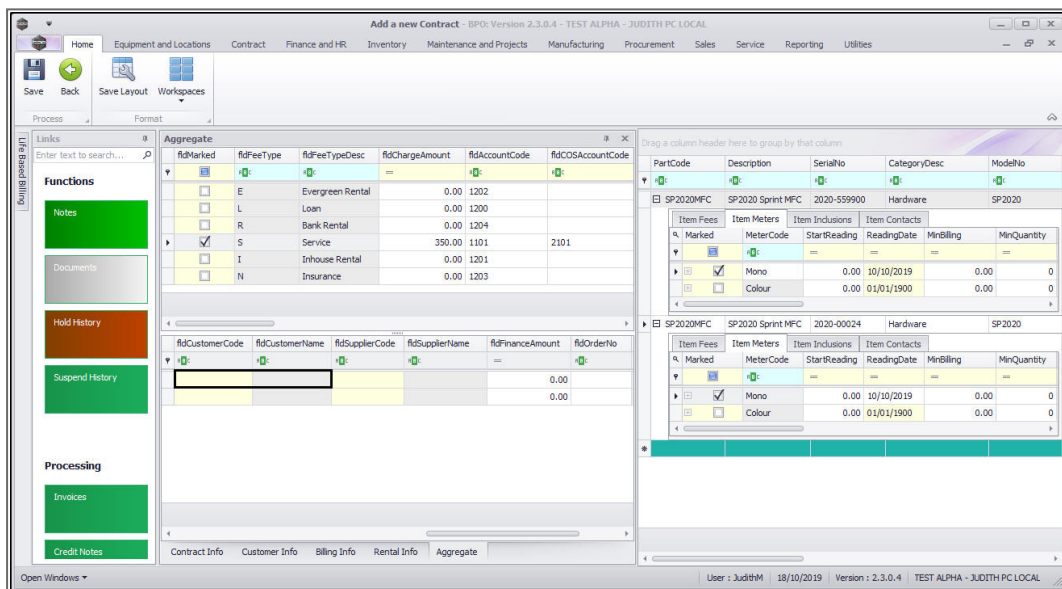 Add a new Contract - BPO: Version 2.3.0.4 - TEST ALPHA - JUDITH PC LOCAL
Home Equipment and Locations Contract Finance and HR Inventory Maintenance and Projects Manufacturing Procurement Sales Service Reporting Utilities
Save Back Save Layout Workspaces
Process Format
Life Based Billing
Links
Enter text to search...
Functions
Notes
Documents
Hold History
Suspend History
Processing
Invoices
Credit Notes
Aggregate
fldMarked fldFeeType fldFeeTypeDesc fldChargeAmount fldAccountCode fldCOSAccountCode
E Evergreen Rental 0.00 1202
L Loan 0.00 1200
R Bank Rental 0.00 1204
S Service 350.00 1101 2101
I Inhouse Rental 0.00 1201
N Insurance 0.00 1203
fldCustomerCode fldCustomerName fldSupplierCode fldSupplierName fldFinanceAmount fldOrderNo
0.00
0.00
Contract Info Customer Info Billing Info Rental Info Aggregate
Drag a column header here to group by that column
PartCode Description SerialNo CategoryDesc ModelNo
SP2020MFC SP2020 Sprint MFC 2020-559900 Hardware SP2020
Item Fees Item Meters Item Inclusions Item Contacts
Marked MeterCode StartReading ReadingDate MinBilling MinQuantity
Mono 0.00 10/10/2019 0.00 0
Colour 0.00 01/01/1900 0.00 0
SP2020MFC SP2020 Sprint MFC 2020-00024 Hardware SP2020
Item Fees Item Meters Item Inclusions Item Contacts
Marked MeterCode StartReading ReadingDate MinBilling MinQuantity
Mono 0.00 10/10/2019 0.00 0
Colour 0.00 01/01/1900 0.00 0
Open Windows
User : JudithM 18/10/2019 Version : 2.3.0.4 TEST ALPHA - JUDITH PC LOCAL